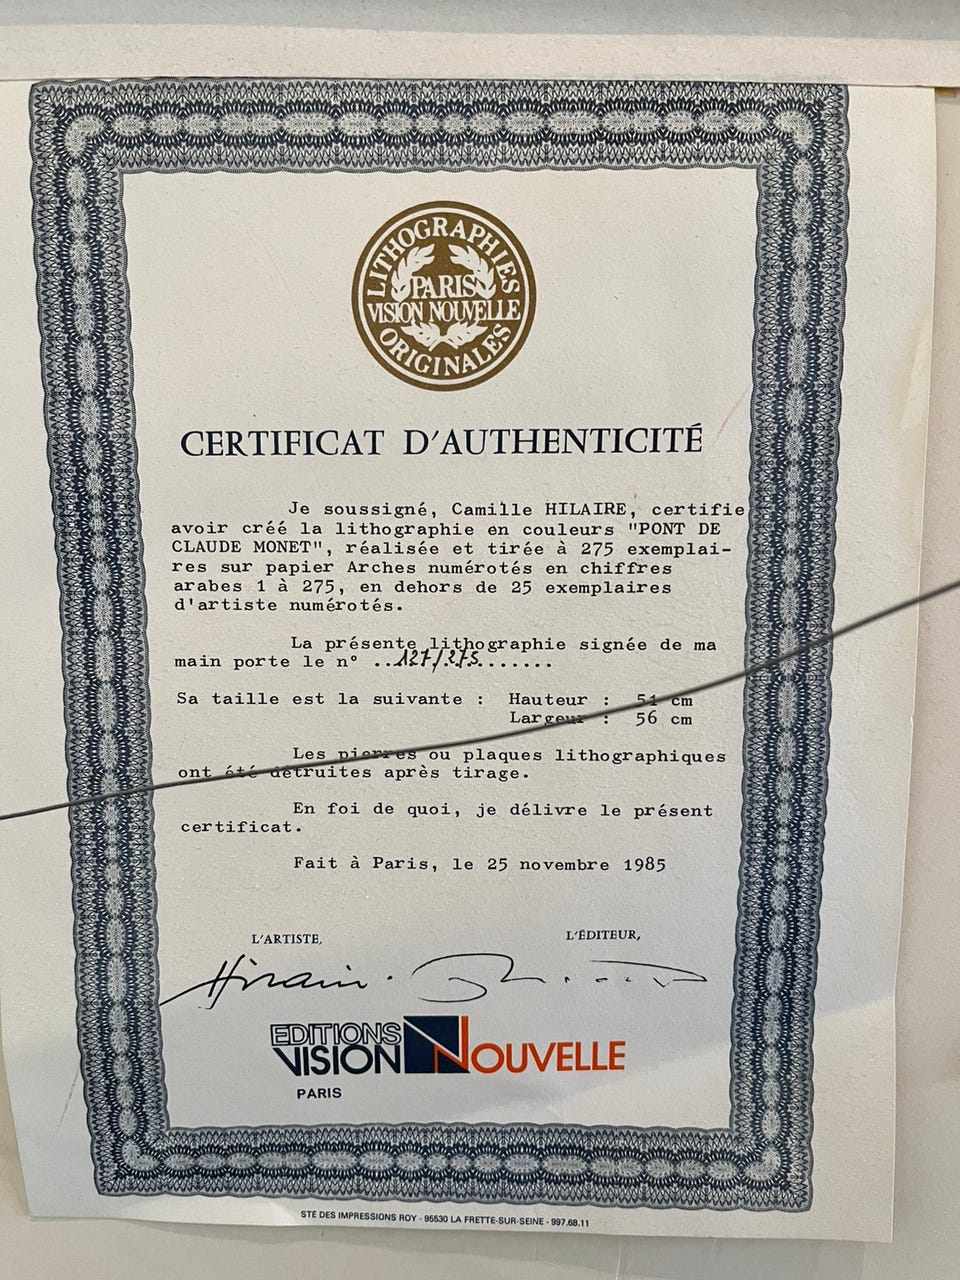 LITHOGRAPHIES
PARIS
VISION NOUVELLE
ORIGINALES
CERTIFICAT D'AUTHENTICITÉ
Je soussigné, Camille HILAIRE, certifie
avoir créé la lithographie en couleurs "PONT DE
CLAUDE MONET", réalisée et tirée à 275 exemplai-
res sur papier Arches numérotés en chiffres
arabes 1 à 275, en dehors de 25 exemplaires
d'artiste numérotés.
La présente lithographie signée de ma
main porte le n° ..127/275.......
Sa taille est la suivante : Hauteur : 51 cm
Largeur : 56 cm
Les pierres ou plaques lithographiques
ont été détruites après tirage.
En foi de quoi, je délivre le présent
certificat.
Fait à Paris, le 25 novembre 1985
L'ARTISTE, L'ÉDITEUR,
Hilaire.
EDITIONS
VISION NOUVELLE
PARIS
STÉ DES IMPRESSIONS ROY - 95530 LA FRETTE-SUR-SEINE - 997.68.11